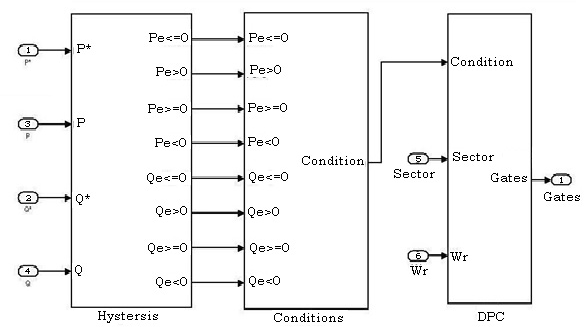 1
P*
3
P
2
Q*
4
Q
P*
P
Q*
Q
Pe<=0
Pe>0
Pe>=0
Pe<0
Qe<=0
Qe>0
Qe>=0
Qe<0
Hystersis
Pe<=0
Pe>0
Pe>=0
Pe<0
Qe<=0
Qe>0
Qe>=0
Qe<0
Condition
Conditions
5
Sector
6
Wr
Condition
Sector
Wr
Gates
DPC
1
Gates